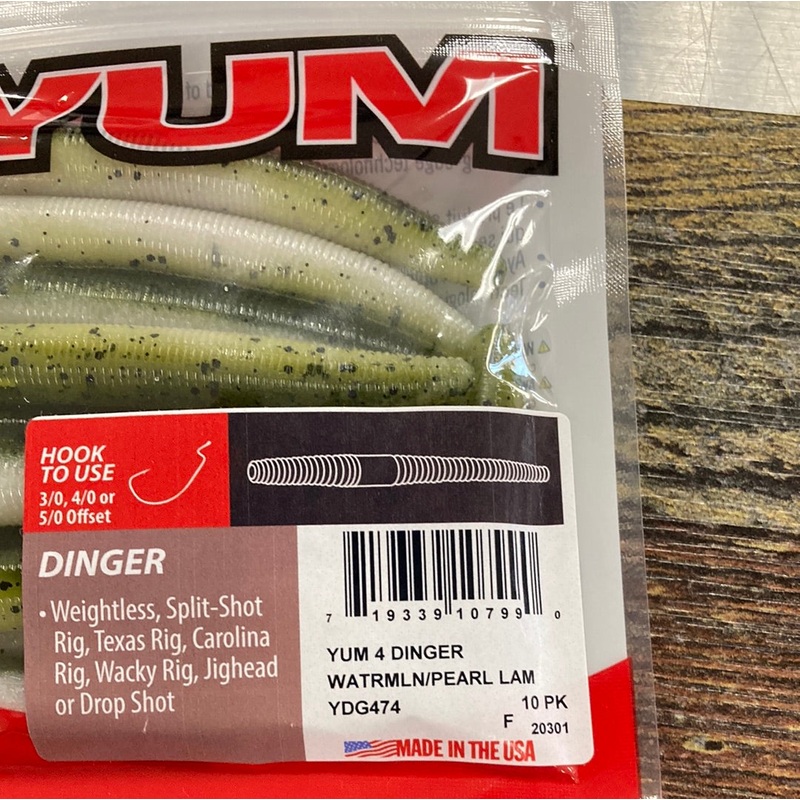 YUM
HOOK
TO USE
3/0, 4/0 or
5/0 Offset
DINGER
• Weightless, Split-Shot
Rig, Texas Rig, Carolina
Rig, Wacky Rig, Jighead
or Drop Shot
7 19339 10799 0
YUM 4 DINGER
WATRMLN/PEARL LAM
YDG474
10 PK
F 20301
MADE IN THE USA